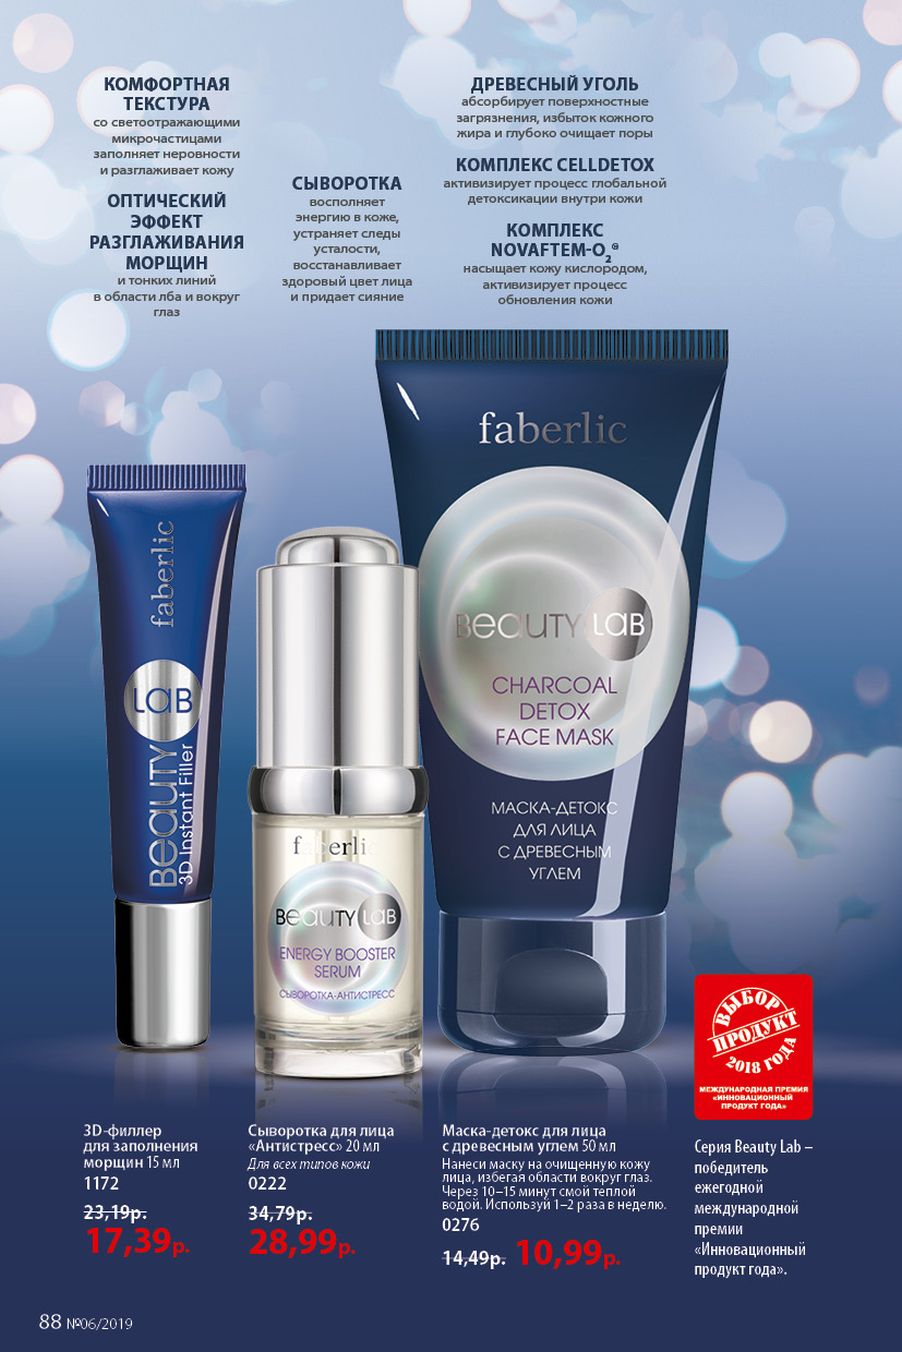 КОМФОРТНАЯ
ТЕКСТУРА
со светоотражающими
микрочастицами
заполняет неровности
и разглаживает кожу
ОПТИЧЕСКИЙ
ЭФФЕКТ
РАЗГЛАЖИВАНИЯ
МОРЩИН
и тонких линий
в области лба и вокруг
глаз
СЫВОРОТКА
восполняет
энергию в коже,
устраняет следы
усталости,
восстанавливает
здоровый цвет лица
и придает сияние
ДРЕВЕСНЫЙ УГОЛЬ
абсорбирует поверхностные
загрязнения, избыток кожного
жира и глубоко очищает поры
КОМПЛЕКС CELLDETOX
активизирует процесс глобальной
детоксикации внутри кожи
КОМПЛЕКС
NOVAFTEM-O₂®
насыщает кожу кислородом,
активизирует процесс
обновления кожи
faberlic
BEAUTY LAB
3D Instant Filler
faberlic
BEAUTY LAB
ENERGY BOOSTER
SERUM
СЫВОРОТКА-АНТИСТРЕСС
faberlic
BEAUTY LAB
CHARCOAL
DETOX
FACE MASK
МАСКА-ДЕТОКС
ДЛЯ ЛИЦА
С ДРЕВЕСНЫМ
УГЛЕМ
ВЫБОР
ПРОДУКТ
2018 ГОДА
МЕЖДУНАРОДНАЯ ПРЕМИЯ
«ИННОВАЦИОННЫЙ
ПРОДУКТ ГОДА»
3D-филлер
для заполнения
морщин 15 мл
1172
23,19р.
17,39р.
Сыворотка для лица
«Антистресс» 20 мл
Для всех типов кожи
0222
34,79р.
28,99р.
Маска-детокс для лица
с древесным углем 50 мл
Нанеси маску на очищенную кожу
лица, избегая области вокруг глаз.
Через 10–15 минут смой теплой
водой. Используй 1–2 раза в неделю.
0276
14,49р. 10,99р.
Серия Beauty Lab –
победитель
ежегодной
международной
премии
«Инновационный
продукт года».
88 №06/2019